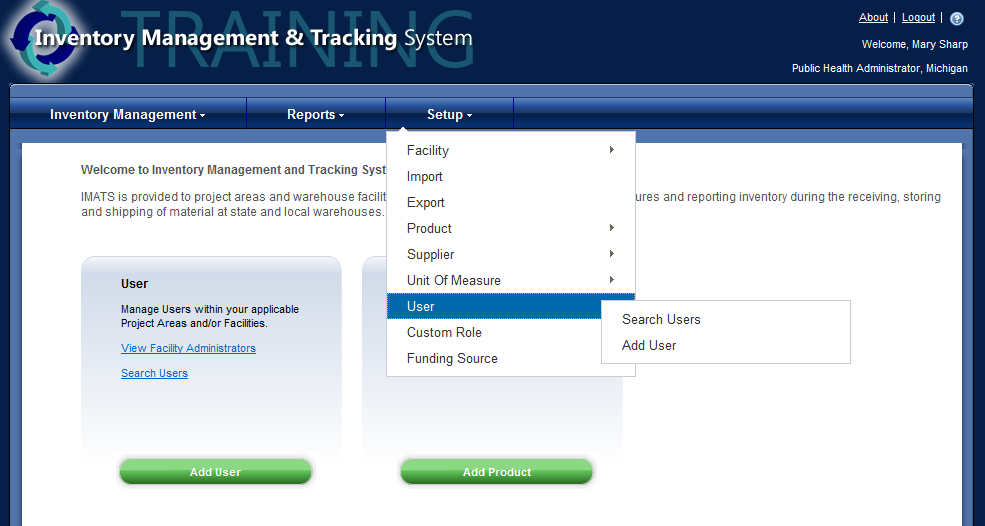 TRAINING
Inventory Management & Tracking System
About | Logout |
Welcome, Mary Sharp
Public Health Administrator, Michigan
Inventory Management Reports Setup
Welcome to Inventory Management and Tracking Syst
IMATS is provided to project areas and warehouse facilit ures and reporting inventory during the receiving, storing
and shipping of material at state and local warehouses.
Facility
Import
Export
Product
Supplier
Unit Of Measure
User
Custom Role
Funding Source
Search Users
Add User
User
Manage Users within your applicable
Project Areas and/or Facilities.
View Facility Administrators
Search Users
Add User
Add Product